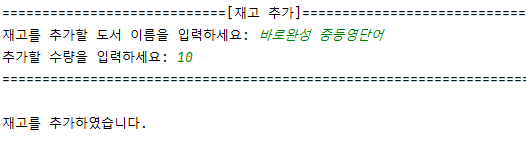 ============================[재고 추가]============================
재고를 추가할 도서 이름을 입력하세요: 바로완성 중등영단어
추가할 수량을 입력하세요: 10
===================================================================
재고를 추가하였습니다.